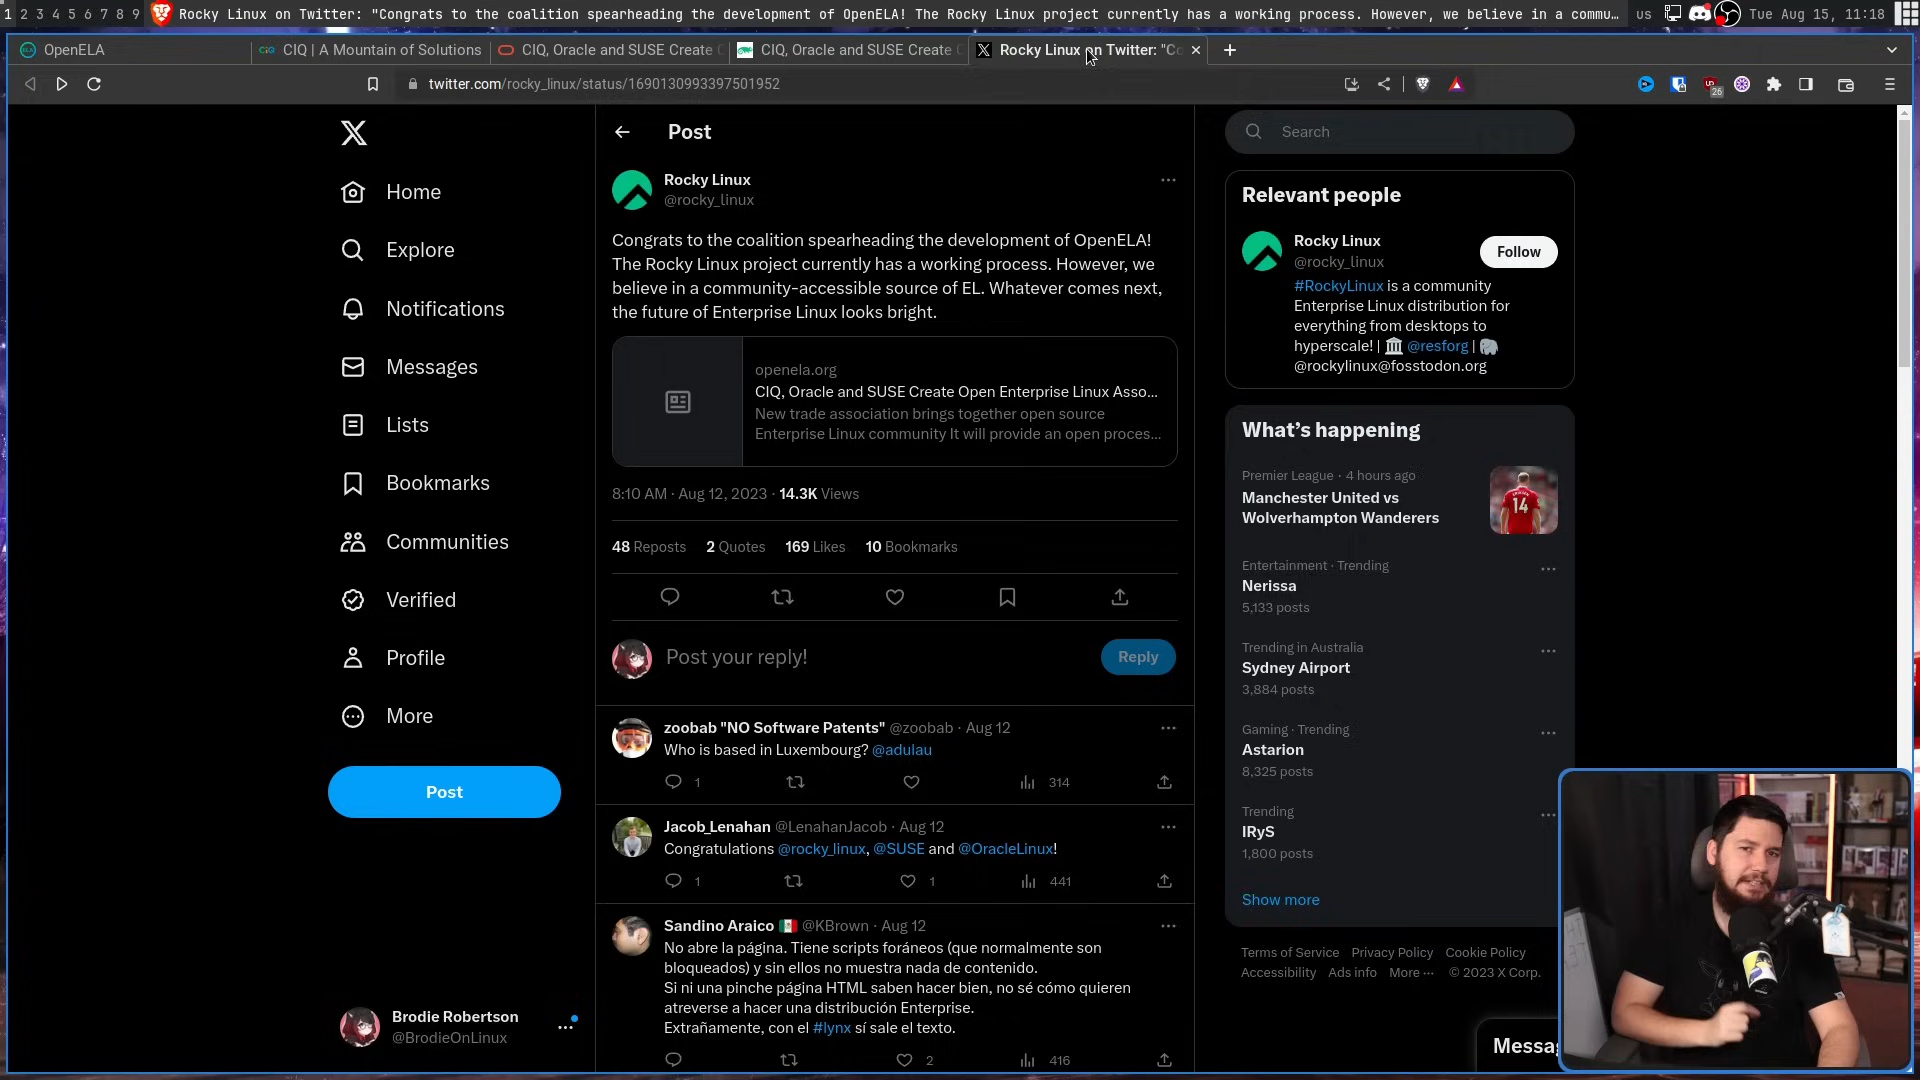 1 2 3 4 5 6 7 8 9 Rocky Linux on Twitter: "Congrats to the coalition spearheading the development of OpenELA! The Rocky Linux project currently has a working process. However, we believe in a commu… us Tue Aug 15, 11:18
OpenELA
CIQ | A Mountain of Solutions
CIQ, Oracle and SUSE Create
CIQ, Oracle and SUSE Create
Rocky Linux on Twitter: "Co
twitter.com/rocky_linux/status/1690130993397501952
26
Home
Explore
Notifications
Messages
Lists
Bookmarks
Communities
Verified
Profile
More
Post
Brodie Robertson
@BrodieOnLinux
Post
Rocky Linux
@rocky_linux
Congrats to the coalition spearheading the development of OpenELA!
The Rocky Linux project currently has a working process. However, we
believe in a community-accessible source of EL. Whatever comes next,
the future of Enterprise Linux looks bright.
openela.org
CIQ, Oracle and SUSE Create Open Enterprise Linux Asso…
New trade association brings together open source
Enterprise Linux community It will provide an open proces…
8:10 AM · Aug 12, 2023 · 14.3K Views
48 Reposts 2 Quotes 169 Likes 10 Bookmarks
Post your reply!
Reply
zoobab "NO Software Patents" @zoobab · Aug 12
Who is based in Luxembourg? @adulau
1 314
Jacob_Lenahan @LenahanJacob · Aug 12
Congratulations @rocky_linux, @SUSE and @OracleLinux!
1 1 441
Sandino Araico 🇲🇽 @KBrown · Aug 12
No abre la página. Tiene scripts foráneos (que normalmente son
bloqueados) y sin ellos no muestra nada de contenido.
Si ni una pinche página HTML saben hacer bien, no sé cómo quieren
atreverse a hacer una distribución Enterprise.
Extrañamente, con el #lynx sí sale el texto.
2 416
Search
Relevant people
Rocky Linux
@rocky_linux
Follow
#RockyLinux is a community
Enterprise Linux distribution for
everything from desktops to
hyperscale! | 🏛 @resforg | 🐘
@rockylinux@fosstodon.org
What's happening
Premier League · 4 hours ago
Manchester United vs
Wolverhampton Wanderers
14
Entertainment · Trending
Nerissa
5,133 posts
Trending in Australia
Sydney Airport
3,884 posts
Gaming · Trending
Astarion
8,325 posts
Trending
IRyS
1,800 posts
Show more
Terms of Service Privacy Policy Cookie Policy
Accessibility Ads info More ··· © 2023 X Corp.
Messa